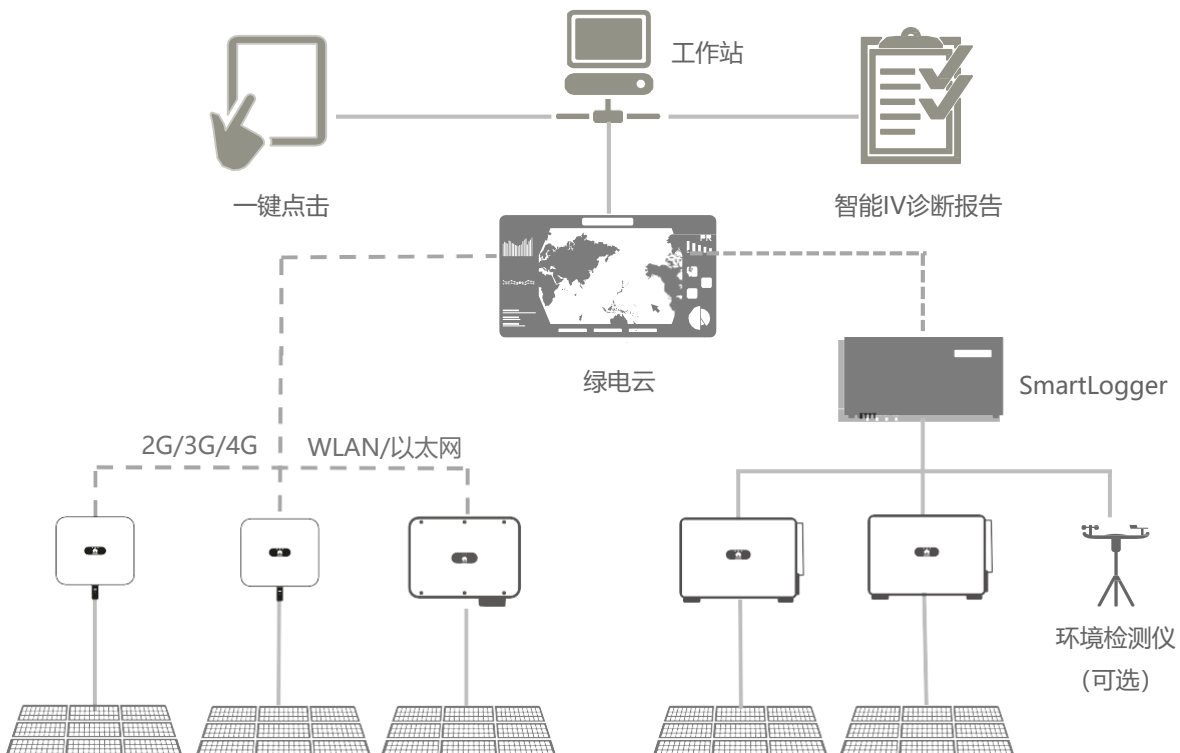 工作站
一键点击
智能IV诊断报告
绿电云
SmartLogger
2G/3G/4G
WLAN/以太网
环境检测仪
(可选)